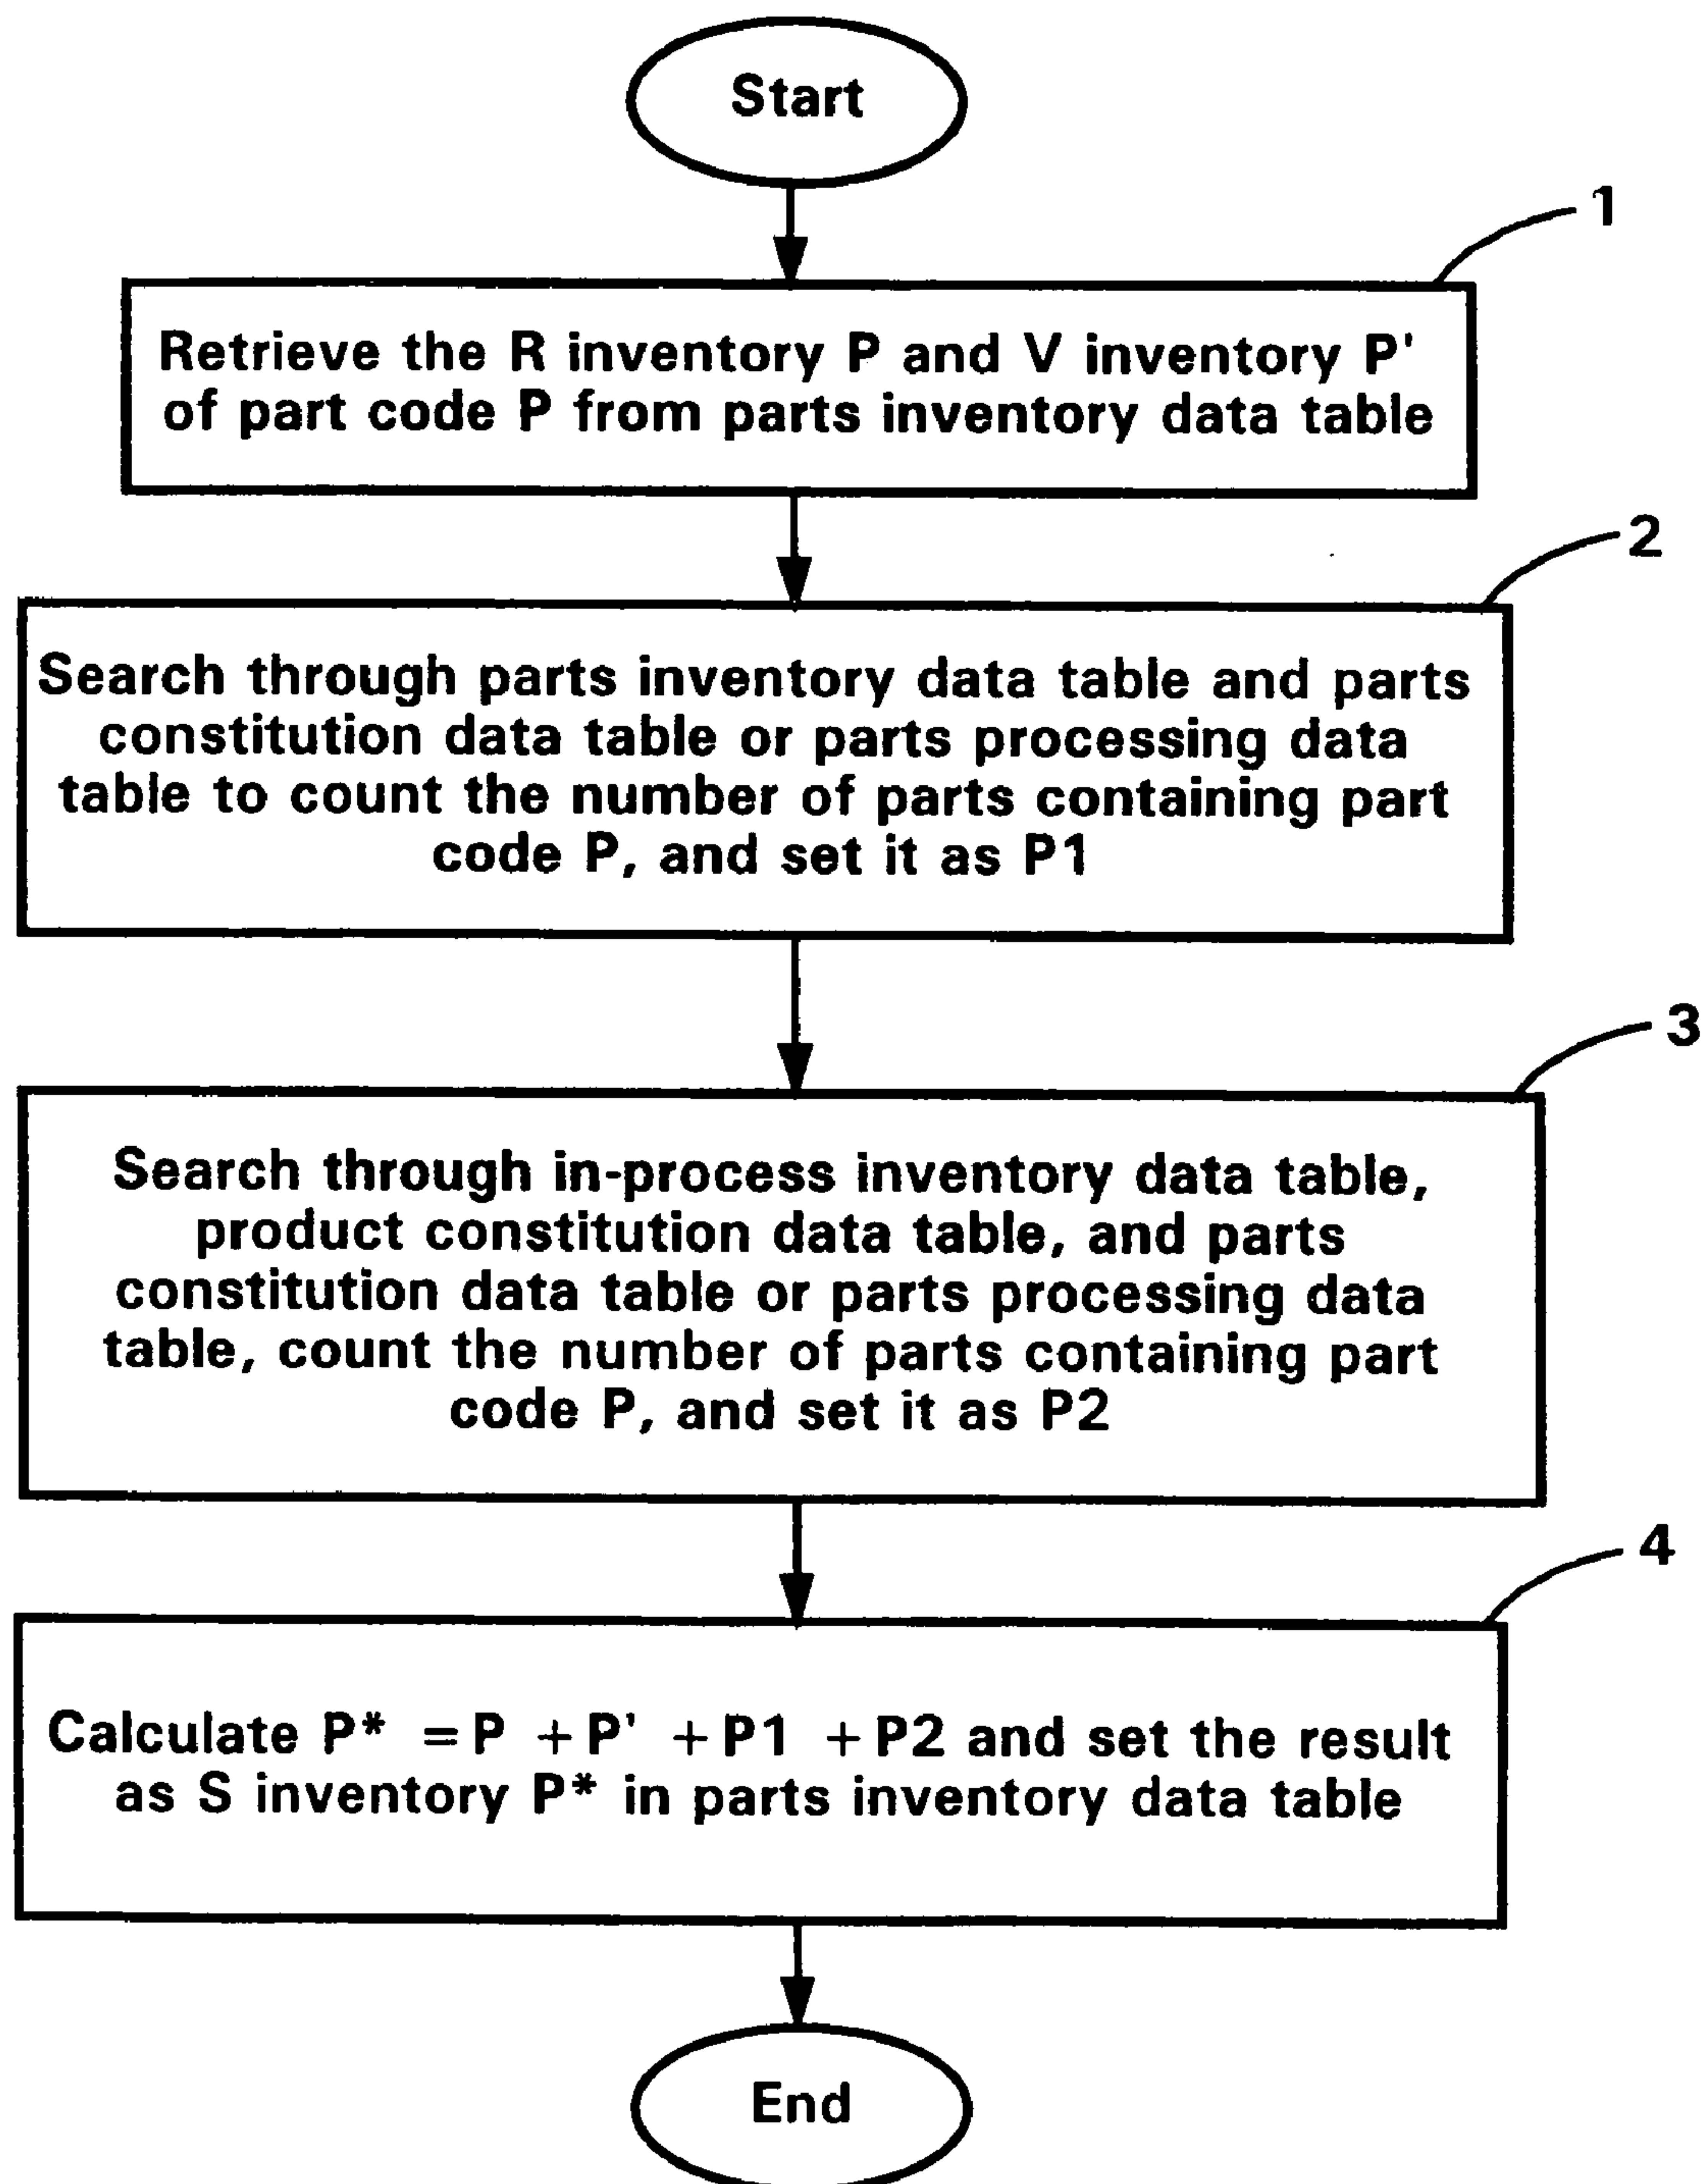 Start
1
Retrieve the R inventory P and V inventory P'
of part code P from parts inventory data table
2
Search through parts inventory data table and parts
constitution data table or parts processing data
table to count the number of parts containing part
code P, and set it as P1
3
Search through in-process inventory data table,
product constitution data table, and parts
constitution data table or parts processing data
table, count the number of parts containing part
code P, and set it as P2
4
Calculate P* = P + P' + P1 + P2 and set the result
as S inventory P* in parts inventory data table
End